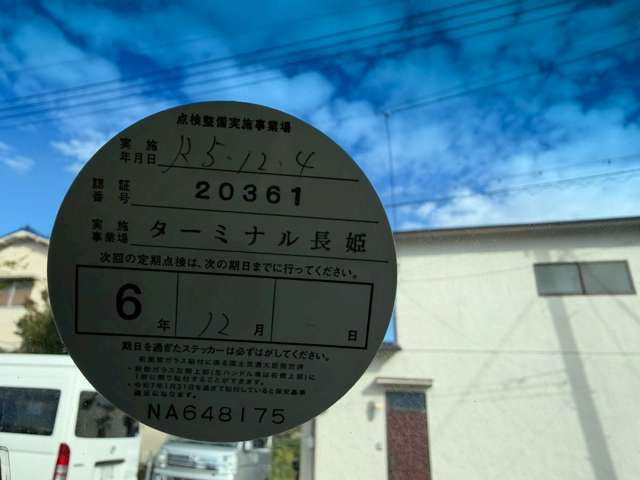 点検整備実施事業場
実施年月日 R5.12.4
認証番号 20361
実施事業場 ターミナル長姫
次回の定期点検は、次の期日までに行ってください。
6年 12月 - 日
期日を過ぎたステッカーは必ずはがしてください。
NA648175